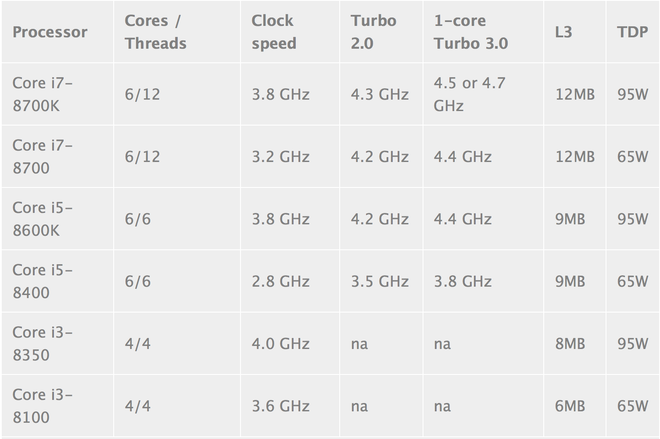 Processor Cores / Threads Clock speed Turbo 2.0 1-core Turbo 3.0 L3 TDP
Core i7-8700K 6/12 3.8 GHz 4.3 GHz 4.5 or 4.7 GHz 12MB 95W
Core i7-8700 6/12 3.2 GHz 4.2 GHz 4.4 GHz 12MB 65W
Core i5-8600K 6/6 3.8 GHz 4.2 GHz 4.4 GHz 9MB 95W
Core i5-8400 6/6 2.8 GHz 3.5 GHz 3.8 GHz 9MB 65W
Core i3-8350 4/4 4.0 GHz na na 8MB 95W
Core i3-8100 4/4 3.6 GHz na na 6MB 65W